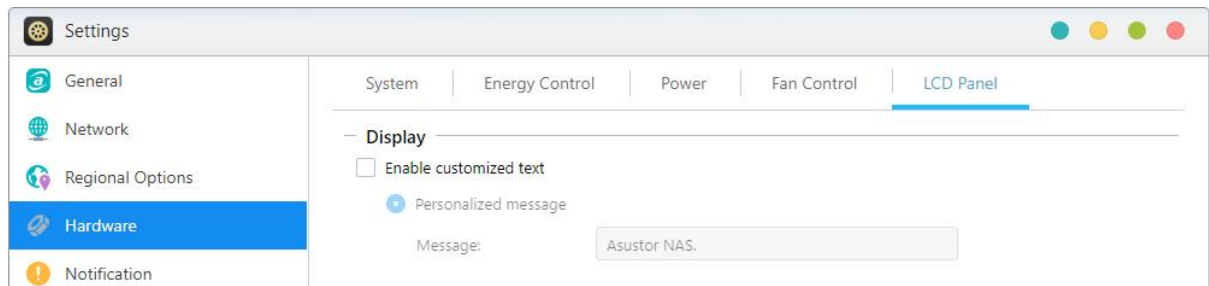 Settings
General
System Energy Control Power Fan Control LCD Panel
Network
Display
Enable customized text
Regional Options
Personalized message
Hardware
Message: Asustor NAS.
Notification